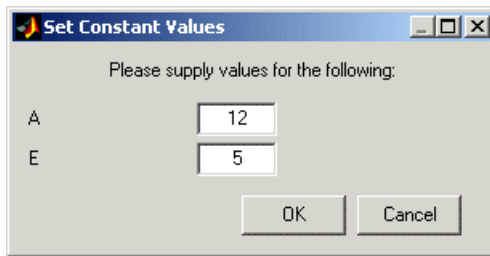 Set Constant Values
Please supply values for the following:
A 12
E 5
OK Cancel